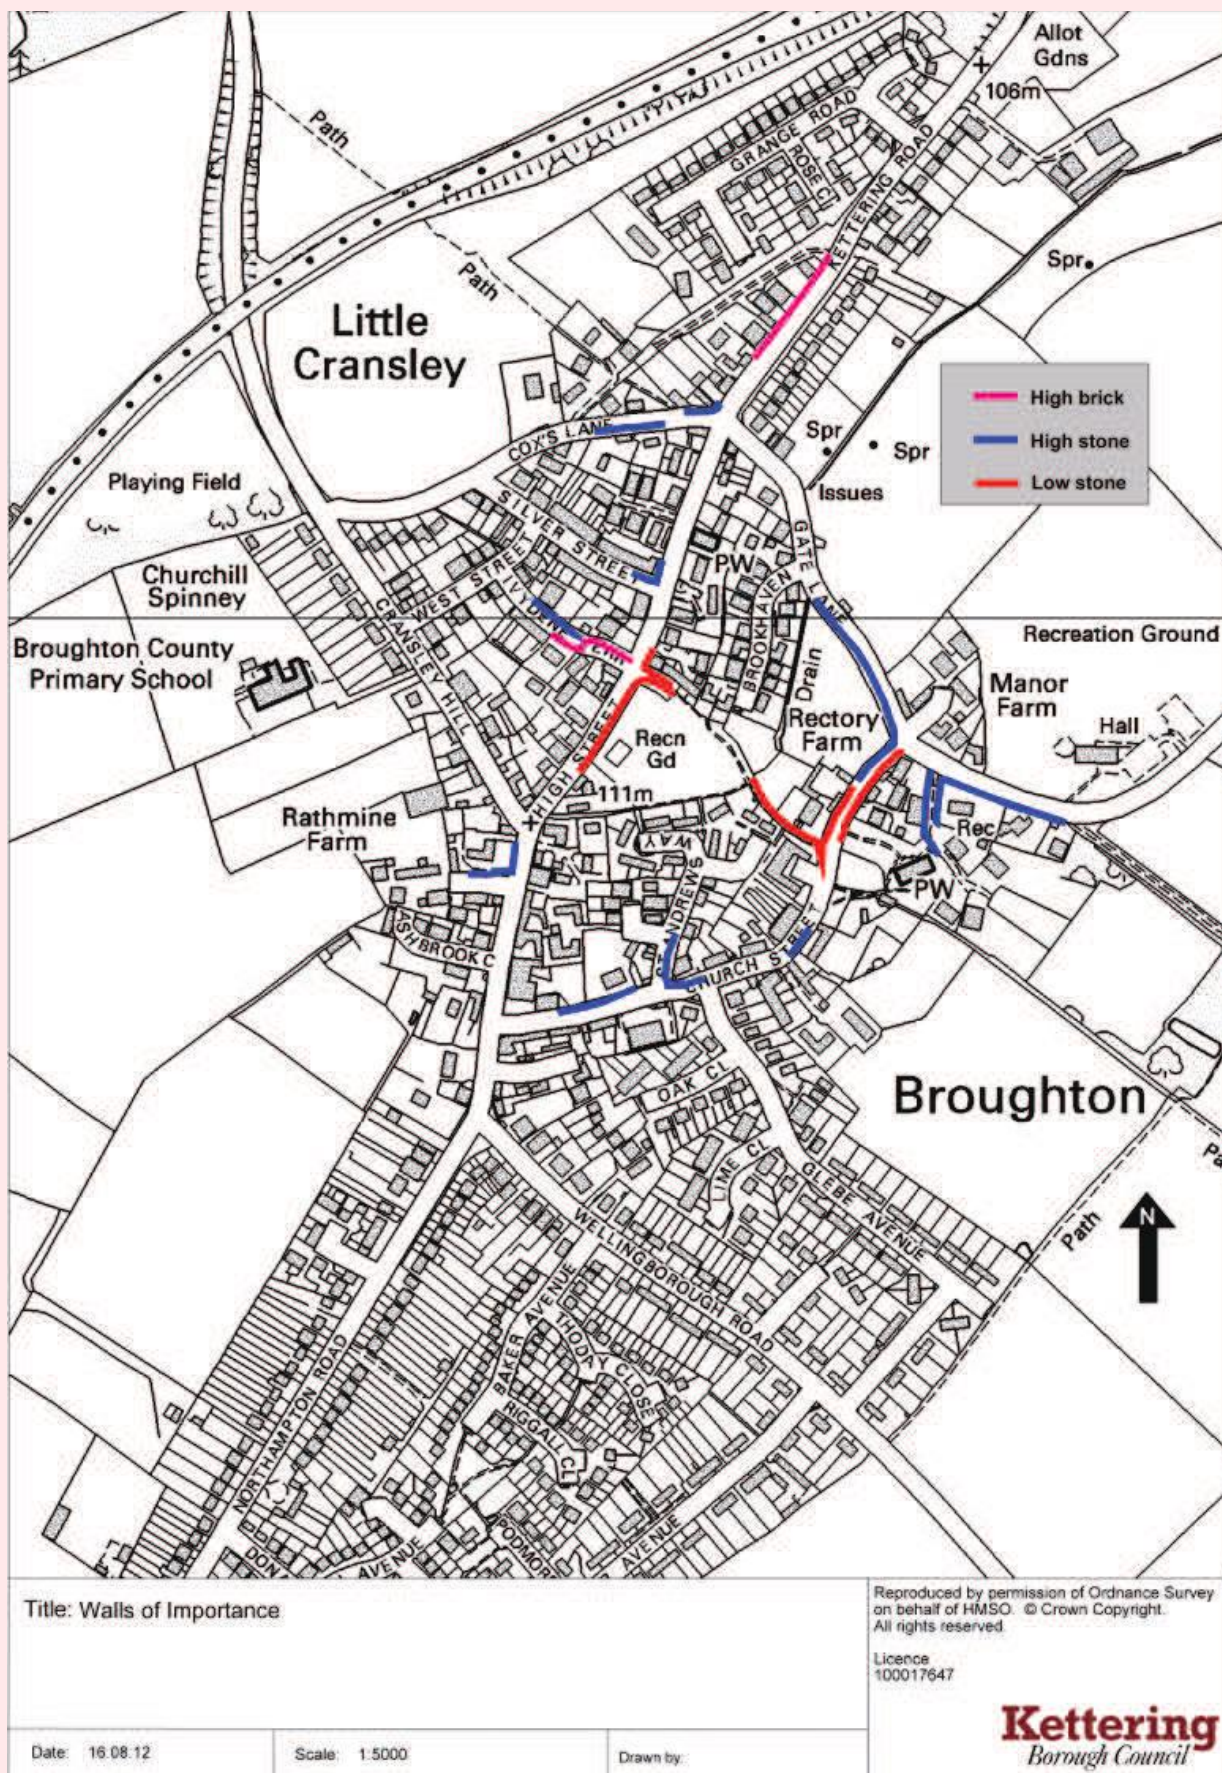 Allot
Gdns
106m
Path
GRANGE ROAD
ROSE CL
KETTERING ROAD
Path
Spr
Little
Cransley
High brick
High stone
Low stone
COX'S LANE
Spr
Spr
Issues
Playing Field
SILVER STREET
GATE LANE
PW
Churchill
Spinney
WEST STREET
CRANSLEY HILL
BROOKHAVEN
Recreation Ground
Broughton County
Primary School
Drain
Manor
Farm
Rectory
Farm
Hall
HIGH STREET
Recn
Gd
111m
Rathmine
Farm
WAY
Rec
PW
ST ANDREWS
ASHBROOK C
CHURCH STREET
Broughton
OAK CL
LIME CL
GLEBE AVENUE
Pa
N
Path
WELLINGBOROUGH ROAD
BAKER AVENUE
THODAY CLOSE
RIGGALL CL
NORTHAMPTON ROAD
DON
AVENUE
PODMOR
AVENUE
Title: Walls of Importance
Reproduced by permission of Ordnance Survey
on behalf of HMSO. © Crown Copyright.
All rights reserved.
Licence
100017647
Kettering
Borough Council
Date: 16.08.12
Scale: 1:5000
Drawn by: